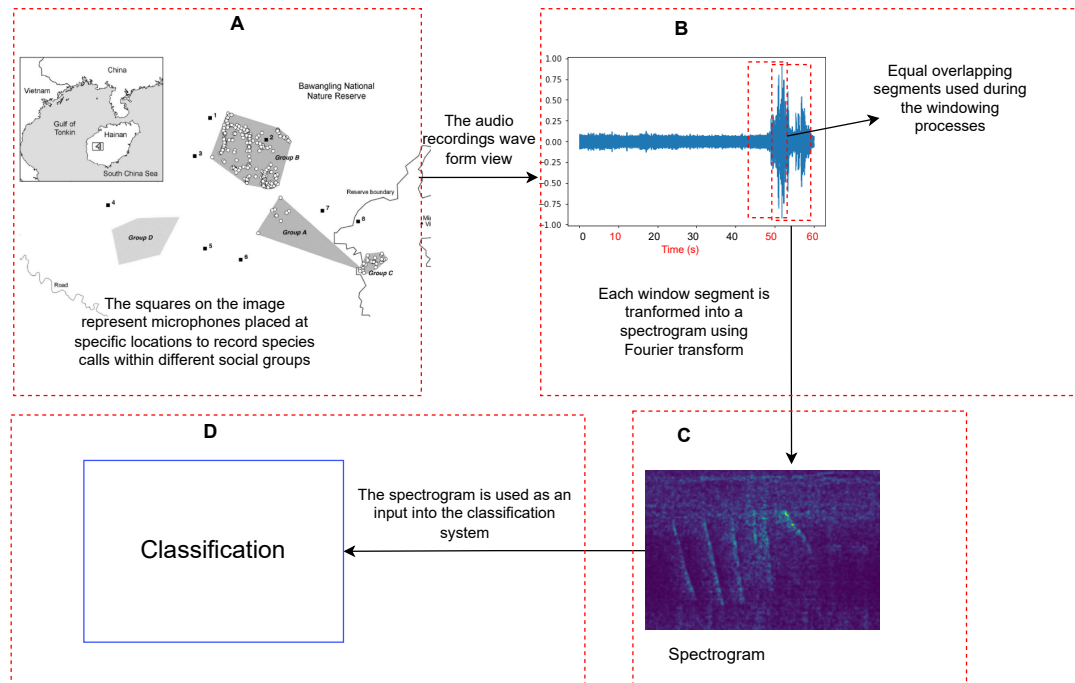 A
China
Vietnam
Gulf of
Tonkin
Hainan
South China Sea
Bawangling National
Nature Reserve
1
2
3
Group B
Reserve boundary
4
7
8
Group A
Group D
5
6
Group C
Road
The squares on the image
represent microphones placed at
specific locations to record species
calls within different social groups
The audio
recordings wave
form view
B
1.00
0.75
0.50
0.25
0.00
−0.25
−0.50
−0.75
−1.00
0 10 20 30 40 50 60
Time (s)
Equal overlapping
segments used during
the windowing
processes
Each window segment is
tranformed into a
spectrogram using
Fourier transform
C
Spectrogram
The spectrogram is used as an
input into the classification
system
D
Classification